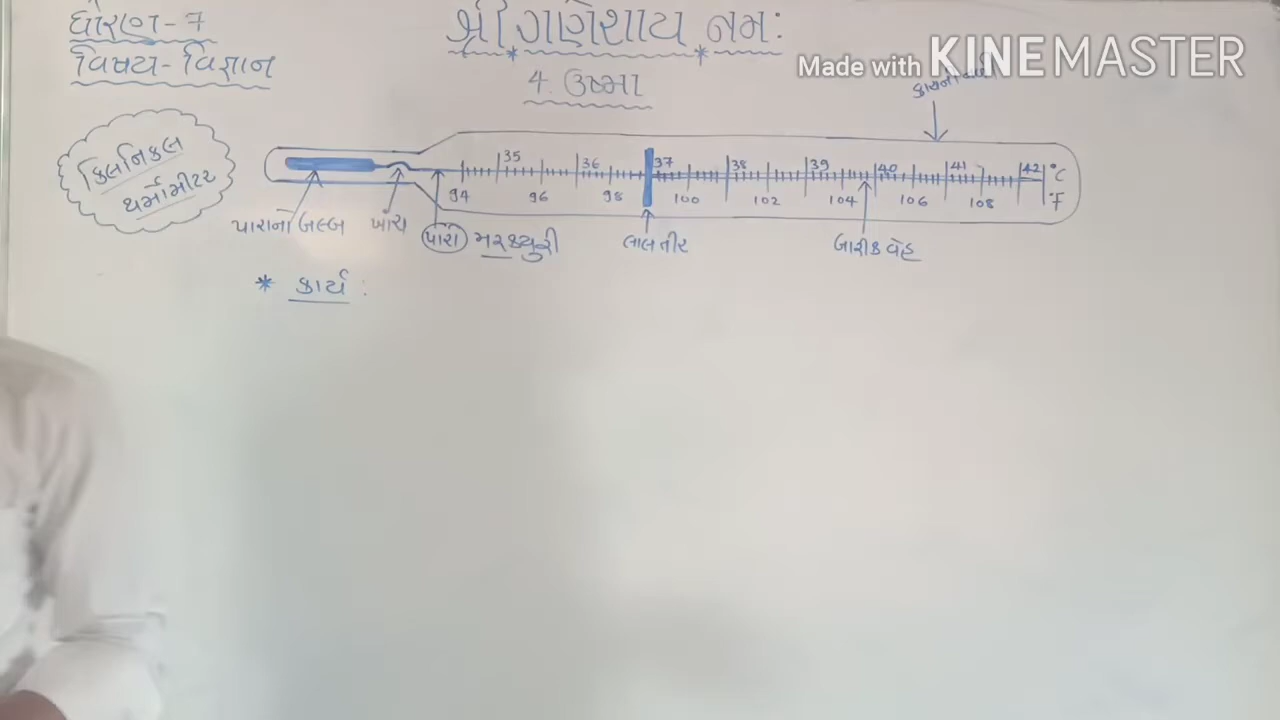 ધોરણ - 7
શ્રી ગણેશાય નમઃ
વિષય - વિજ્ઞાન
Made with KINEMASTER
4. ઉષ્મા
ક્લિનિકલ
થર્મોમીટર
35 36 37 38 39 40 41 42 °C
94 96 98 100 102 104 106 108 °F
પારાનો બલ્બ ખાંચ પારો મરક્યુરી લાલ તીર બારીક વેહ
* કાર્ય :